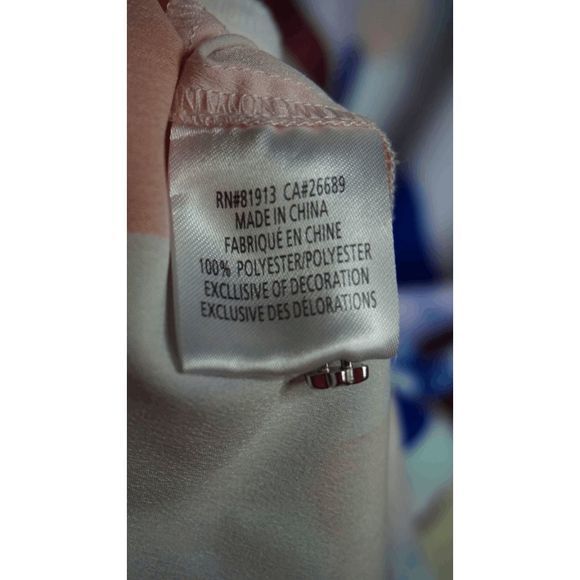 RN#81913 CA#26689
MADE IN CHINA
FABRIQUÉ EN CHINE
100% POLYESTER/POLYESTER
EXCLLISIVE OF DECORATION
EXCLUSIVE DES DÉLORATIONS